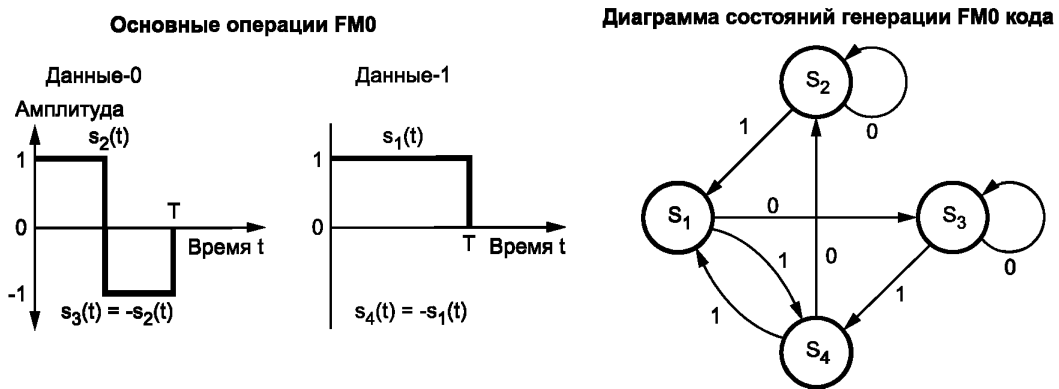 Основные операции FM0
Данные-0
Данные-1
Амплитуда
s2(t)
1
0
-1
T
Время t
s3(t) = -s2(t)
s1(t)
1
0
T
Время t
s4(t) = -s1(t)
Диаграмма состояний генерации FM0 кода
S2
0
1
S1
0
S3
0
1
0
1
1
S4